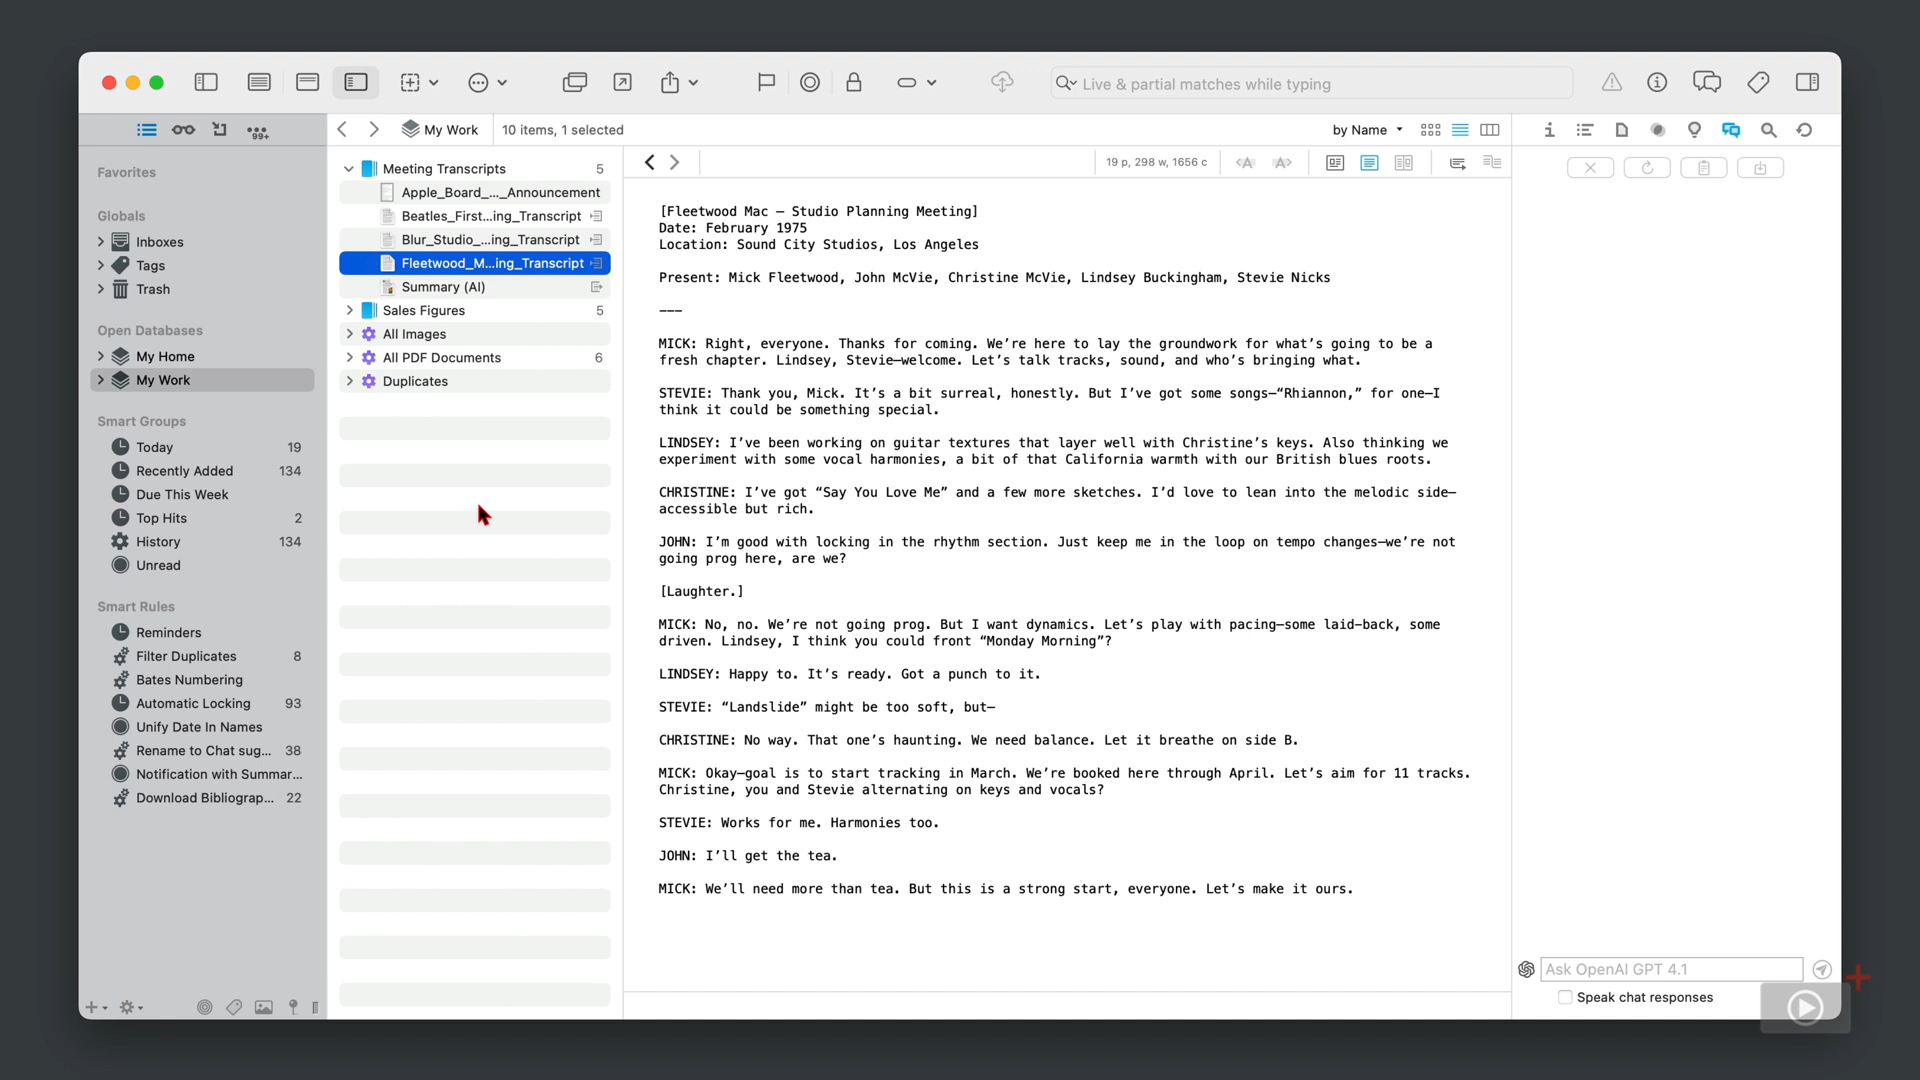 Live & partial matches while typing
99+
My Work
10 items, 1 selected
by Name
Favorites
Globals
Inboxes
Tags
Trash
Open Databases
My Home
My Work
Smart Groups
Today 19
Recently Added 134
Due This Week
Top Hits 2
History 134
Unread
Smart Rules
Reminders
Filter Duplicates 8
Bates Numbering
Automatic Locking 93
Unify Date In Names
Rename to Chat sug... 38
Notification with Summar...
Download Bibliograp... 22
Meeting Transcripts 5
Apple_Board_..._Announcement
Beatles_First...ing_Transcript
Blur_Studio_...ing_Transcript
Fleetwood_M...ing_Transcript
Summary (AI)
Sales Figures 5
All Images
All PDF Documents 6
Duplicates
19 p, 298 w, 1656 c
[Fleetwood Mac – Studio Planning Meeting]
Date: February 1975
Location: Sound City Studios, Los Angeles
Present: Mick Fleetwood, John McVie, Christine McVie, Lindsey Buckingham, Stevie Nicks
---
MICK: Right, everyone. Thanks for coming. We’re here to lay the groundwork for what’s going to be a
fresh chapter. Lindsey, Stevie—welcome. Let’s talk tracks, sound, and who’s bringing what.
STEVIE: Thank you, Mick. It’s a bit surreal, honestly. But I’ve got some songs—“Rhiannon,” for one—I
think it could be something special.
LINDSEY: I’ve been working on guitar textures that layer well with Christine’s keys. Also thinking we
experiment with some vocal harmonies, a bit of that California warmth with our British blues roots.
CHRISTINE: I’ve got “Say You Love Me” and a few more sketches. I’d love to lean into the melodic side—
accessible but rich.
JOHN: I’m good with locking in the rhythm section. Just keep me in the loop on tempo changes—we’re not
going prog here, are we?
[Laughter.]
MICK: No, no. We’re not going prog. But I want dynamics. Let’s play with pacing—some laid-back, some
driven. Lindsey, I think you could front “Monday Morning”?
LINDSEY: Happy to. It’s ready. Got a punch to it.
STEVIE: “Landslide” might be too soft, but—
CHRISTINE: No way. That one’s haunting. We need balance. Let it breathe on side B.
MICK: Okay—goal is to start tracking in March. We’re booked here through April. Let’s aim for 11 tracks.
Christine, you and Stevie alternating on keys and vocals?
STEVIE: Works for me. Harmonies too.
JOHN: I’ll get the tea.
MICK: We’ll need more than tea. But this is a strong start, everyone. Let’s make it ours.
Ask OpenAI GPT 4.1
Speak chat responses